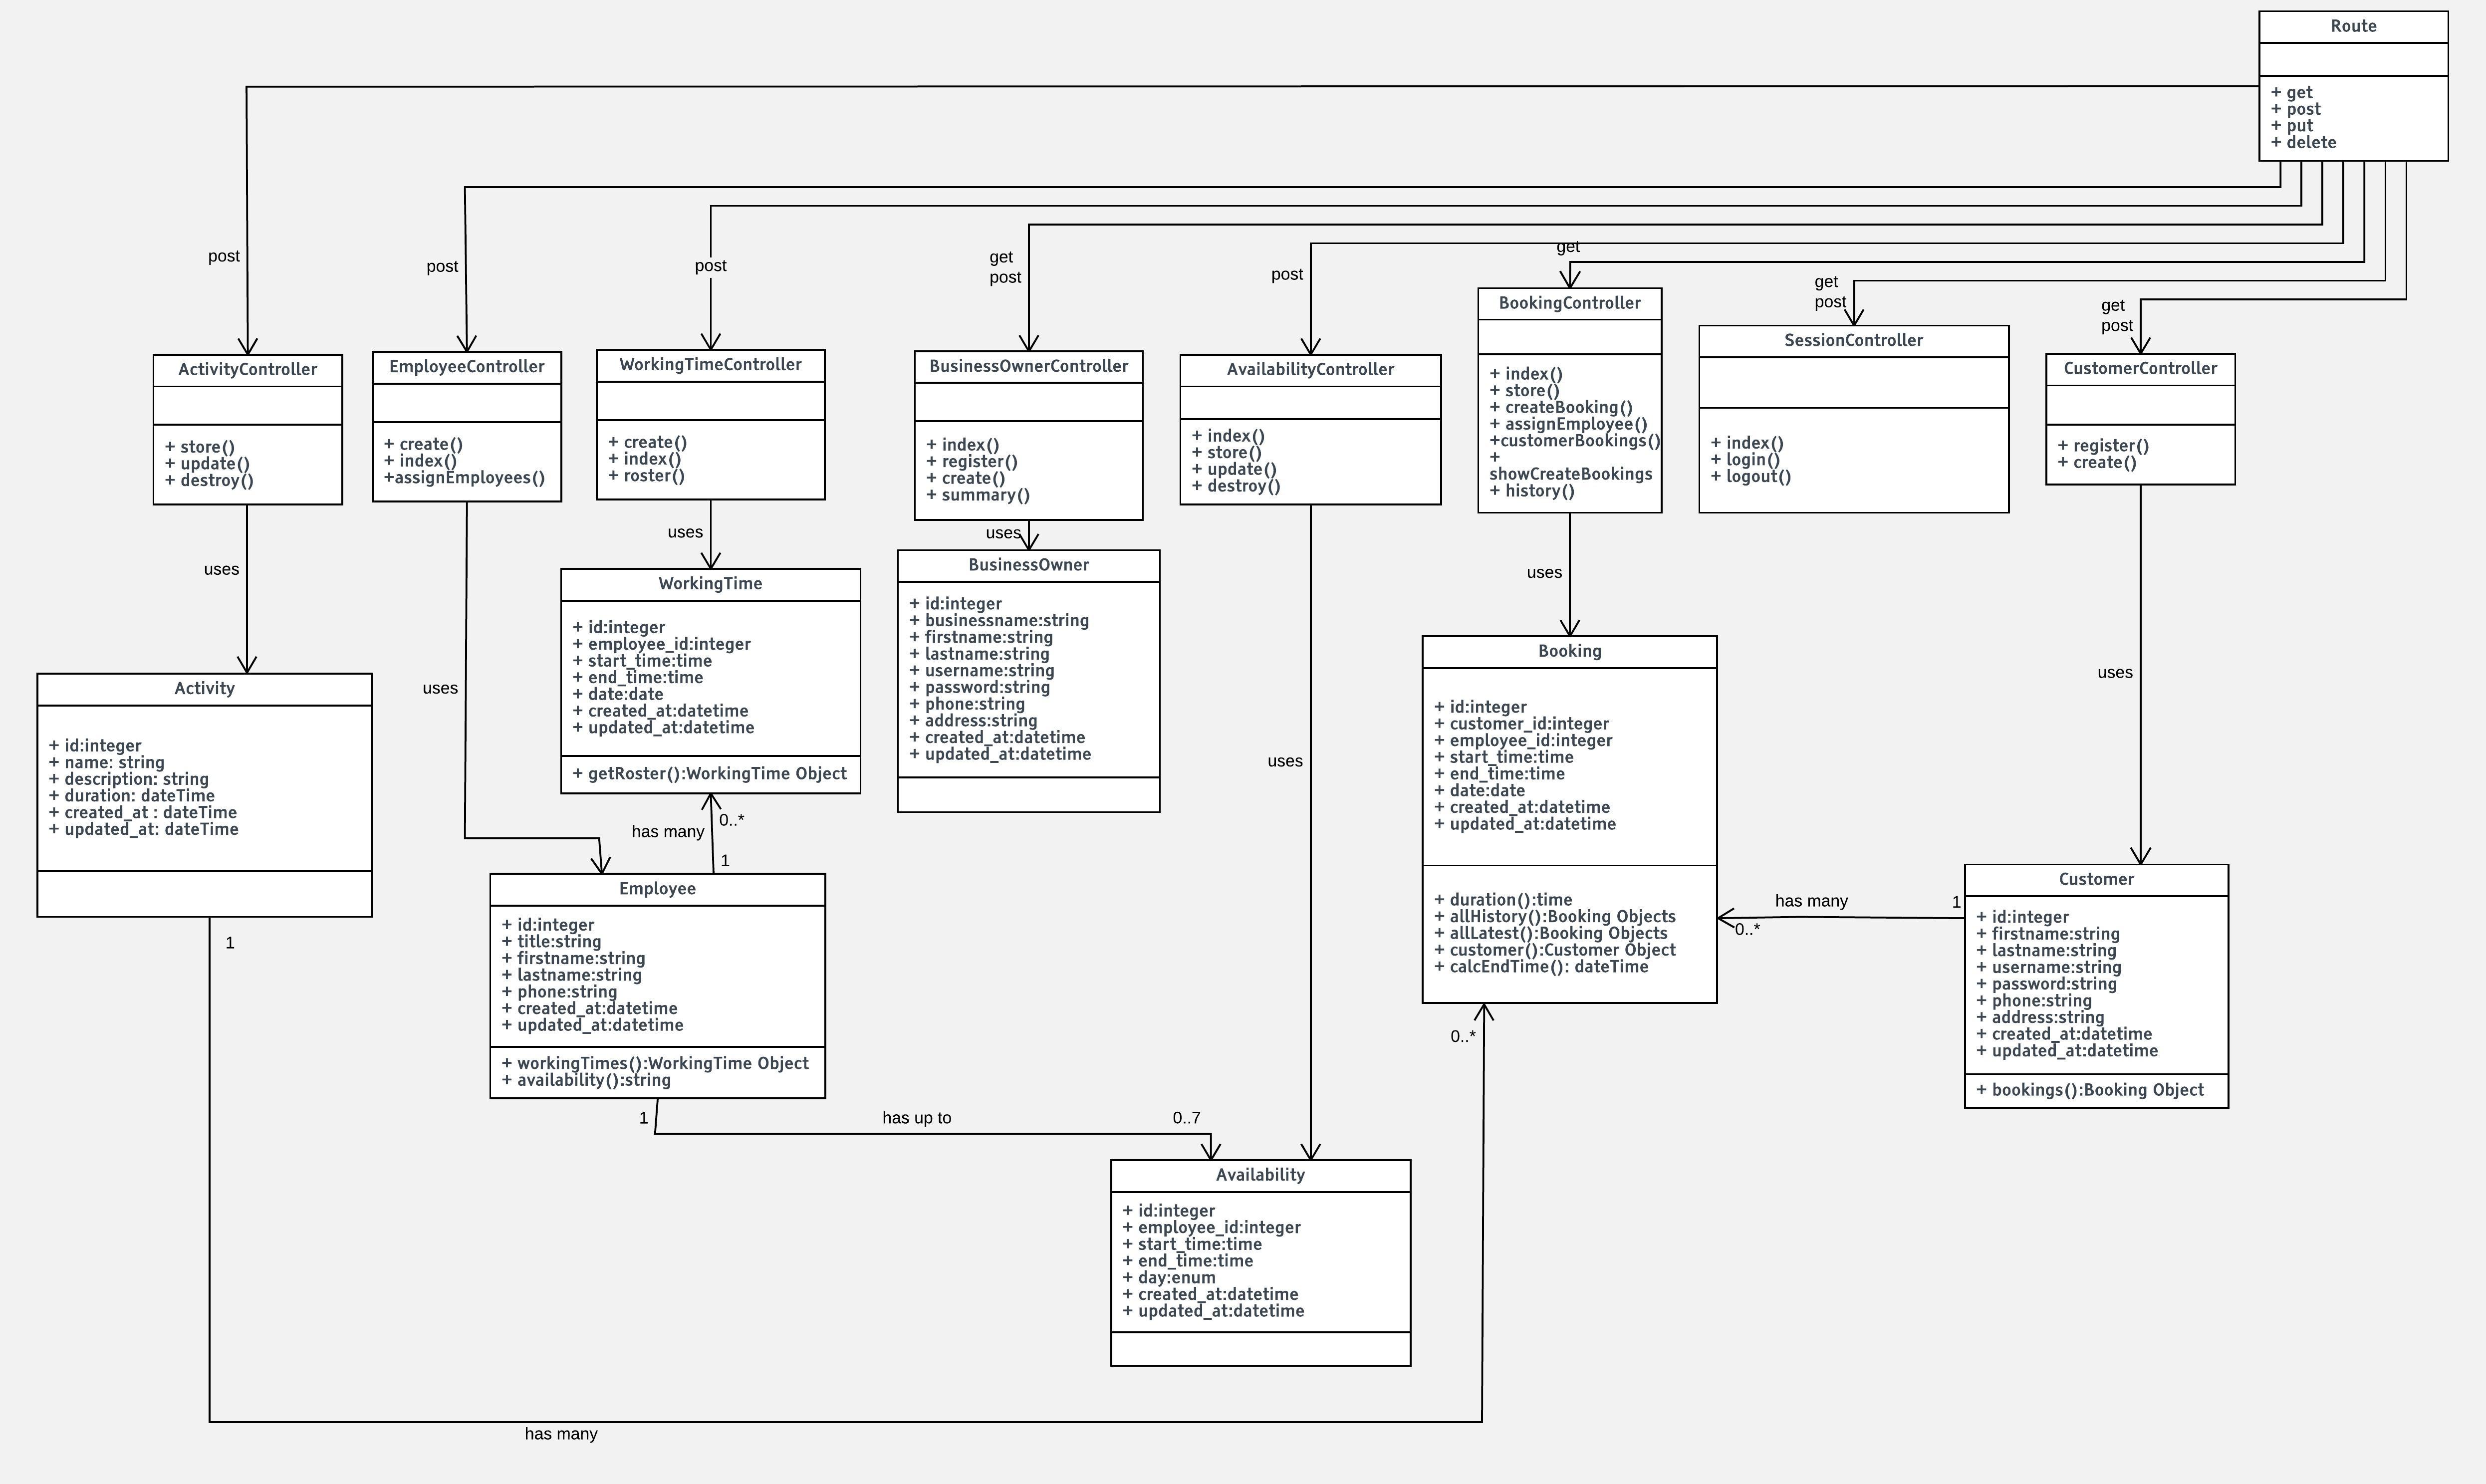 Route
+ get
+ post
+ put
+ delete
post
post
post
get
post
post
get
get
post
get
post
ActivityController
+ store()
+ update()
+ destroy()
EmployeeController
+ create()
+ index()
+assignEmployees()
WorkingTimeController
+ create()
+ index()
+ roster()
BusinessOwnerController
+ index()
+ register()
+ create()
+ summary()
AvailabilityController
+ index()
+ store()
+ update()
+ destroy()
BookingController
+ index()
+ store()
+ createBooking()
+ assignEmployee()
+customerBookings()
+
showCreateBookings
+ history()
SessionController
+ index()
+ login()
+ logout()
CustomerController
+ register()
+ create()
uses
uses
uses
uses
uses
uses
uses
Activity
+ id:integer
+ name: string
+ description: string
+ duration: dateTime
+ created_at : dateTime
+ updated_at: dateTime
WorkingTime
+ id:integer
+ employee_id:integer
+ start_time:time
+ end_time:time
+ date:date
+ created_at:datetime
+ updated_at:datetime
+ getRoster():WorkingTime Object
BusinessOwner
+ id:integer
+ businessname:string
+ firstname:string
+ lastname:string
+ username:string
+ password:string
+ phone:string
+ address:string
+ created_at:datetime
+ updated_at:datetime
Booking
+ id:integer
+ customer_id:integer
+ employee_id:integer
+ start_time:time
+ end_time:time
+ date:date
+ created_at:datetime
+ updated_at:datetime
+ duration():time
+ allHistory():Booking Objects
+ allLatest():Booking Objects
+ customer():Customer Object
+ calcEndTime(): dateTime
0..*
has many
1
Employee
+ id:integer
+ title:string
+ firstname:string
+ lastname:string
+ phone:string
+ created_at:datetime
+ updated_at:datetime
+ workingTimes():WorkingTime Object
+ availability():string
has many
1
0..*
Customer
+ id:integer
+ firstname:string
+ lastname:string
+ username:string
+ password:string
+ phone:string
+ address:string
+ created_at:datetime
+ updated_at:datetime
+ bookings():Booking Object
1
0..*
1
has up to
0..7
Availability
+ id:integer
+ employee_id:integer
+ start_time:time
+ end_time:time
+ day:enum
+ created_at:datetime
+ updated_at:datetime
has many